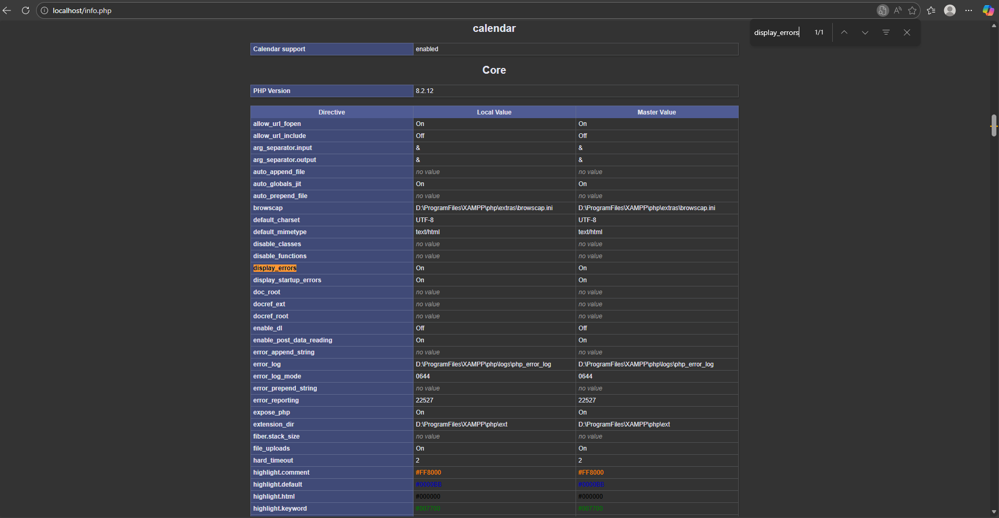 localhost/info.php
display_errors 1/1
calendar
Calendar support enabled
Core
PHP Version 8.2.12
Directive Local Value Master Value
allow_url_fopen On On
allow_url_include Off Off
arg_separator.input & &
arg_separator.output & &
auto_append_file no value no value
auto_globals_jit On On
auto_prepend_file no value no value
browscap D:\ProgramFiles\XAMPP\php\extras\browscap.ini D:\ProgramFiles\XAMPP\php\extras\browscap.ini
default_charset UTF-8 UTF-8
default_mimetype text/html text/html
disable_classes no value no value
disable_functions no value no value
display_errors On On
display_startup_errors On On
doc_root no value no value
docref_ext no value no value
docref_root no value no value
enable_dl Off Off
enable_post_data_reading On On
error_append_string no value no value
error_log D:\ProgramFiles\XAMPP\php\logs\php_error_log D:\ProgramFiles\XAMPP\php\logs\php_error_log
error_log_mode 0644 0644
error_prepend_string no value no value
error_reporting 22527 22527
expose_php On On
extension_dir D:\ProgramFiles\XAMPP\php\ext D:\ProgramFiles\XAMPP\php\ext
fiber.stack_size no value no value
file_uploads On On
hard_timeout 2 2
highlight.comment #FF8000 #FF8000
highlight.default #0000BB #0000BB
highlight.html #000000 #000000
highlight.keyword #007700 #007700